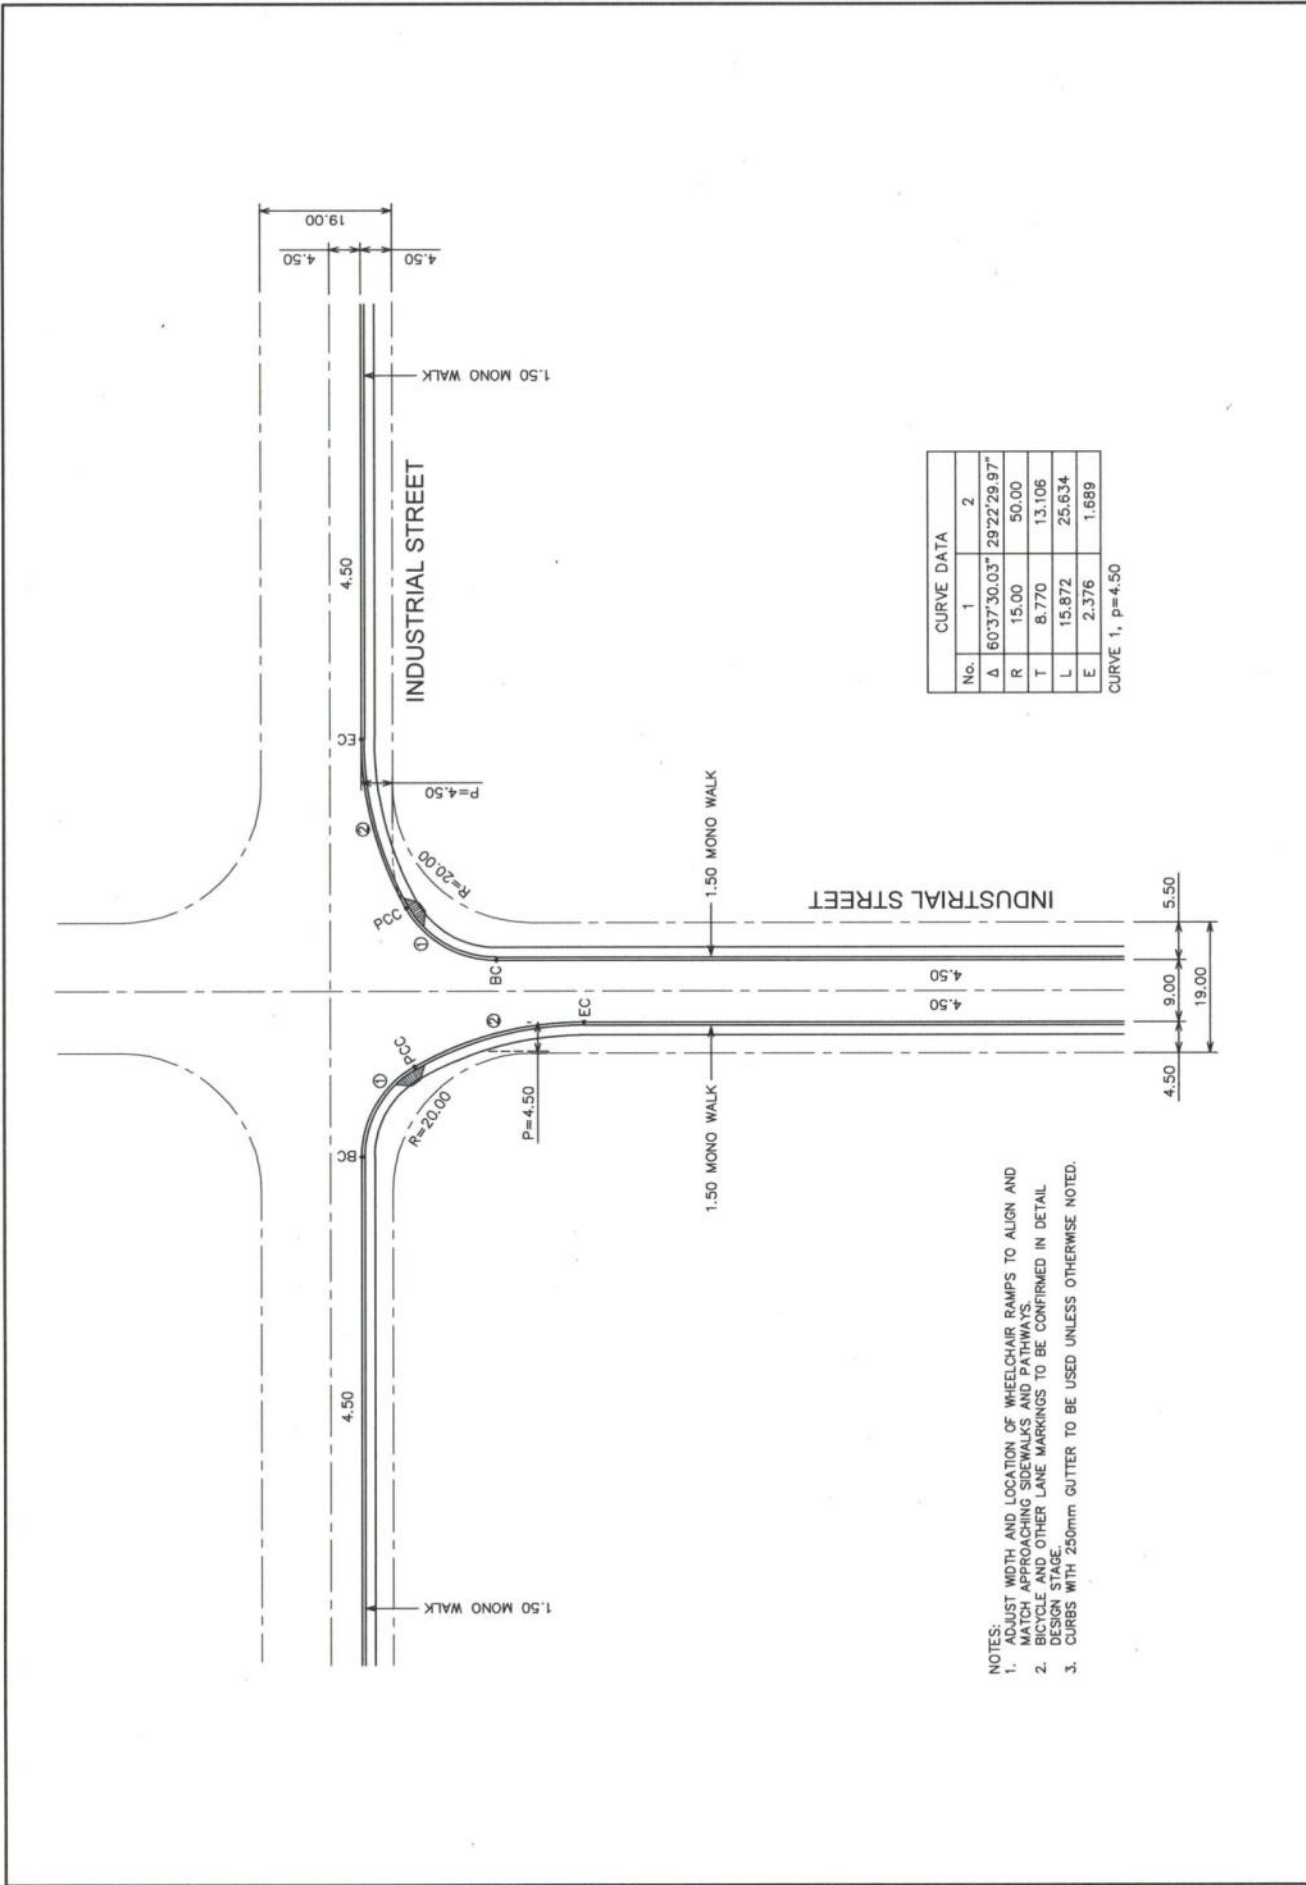 19.00
4.50
4.50
1.50 MONO WALK
INDUSTRIAL STREET
4.50
EC
P=4.50
2
R=20.00
PCC
1
BC
1.50 MONO WALK
INDUSTRIAL STREET
4.50
4.50
5.50
9.00
19.00
4.50
EC
2
PCC
1
R=20.00
P=4.50
BC
1.50 MONO WALK
4.50
1.50 MONO WALK
CURVE DATA
No. 1 2
Δ 60°37'30.03" 29°22'29.97"
R 15.00 50.00
T 8.770 13.106
L 15.872 25.634
E 2.376 1.689
CURVE 1, p=4.50
NOTES:
1. ADJUST WIDTH AND LOCATION OF WHEELCHAIR RAMPS TO ALIGN AND
MATCH APPROACHING SIDEWALKS AND PATHWAYS.
2. BICYCLE AND OTHER LANE MARKINGS TO BE CONFIRMED IN DETAIL
DESIGN STAGE.
3. CURBS WITH 250mm GUTTER TO BE USED UNLESS OTHERWISE NOTED.